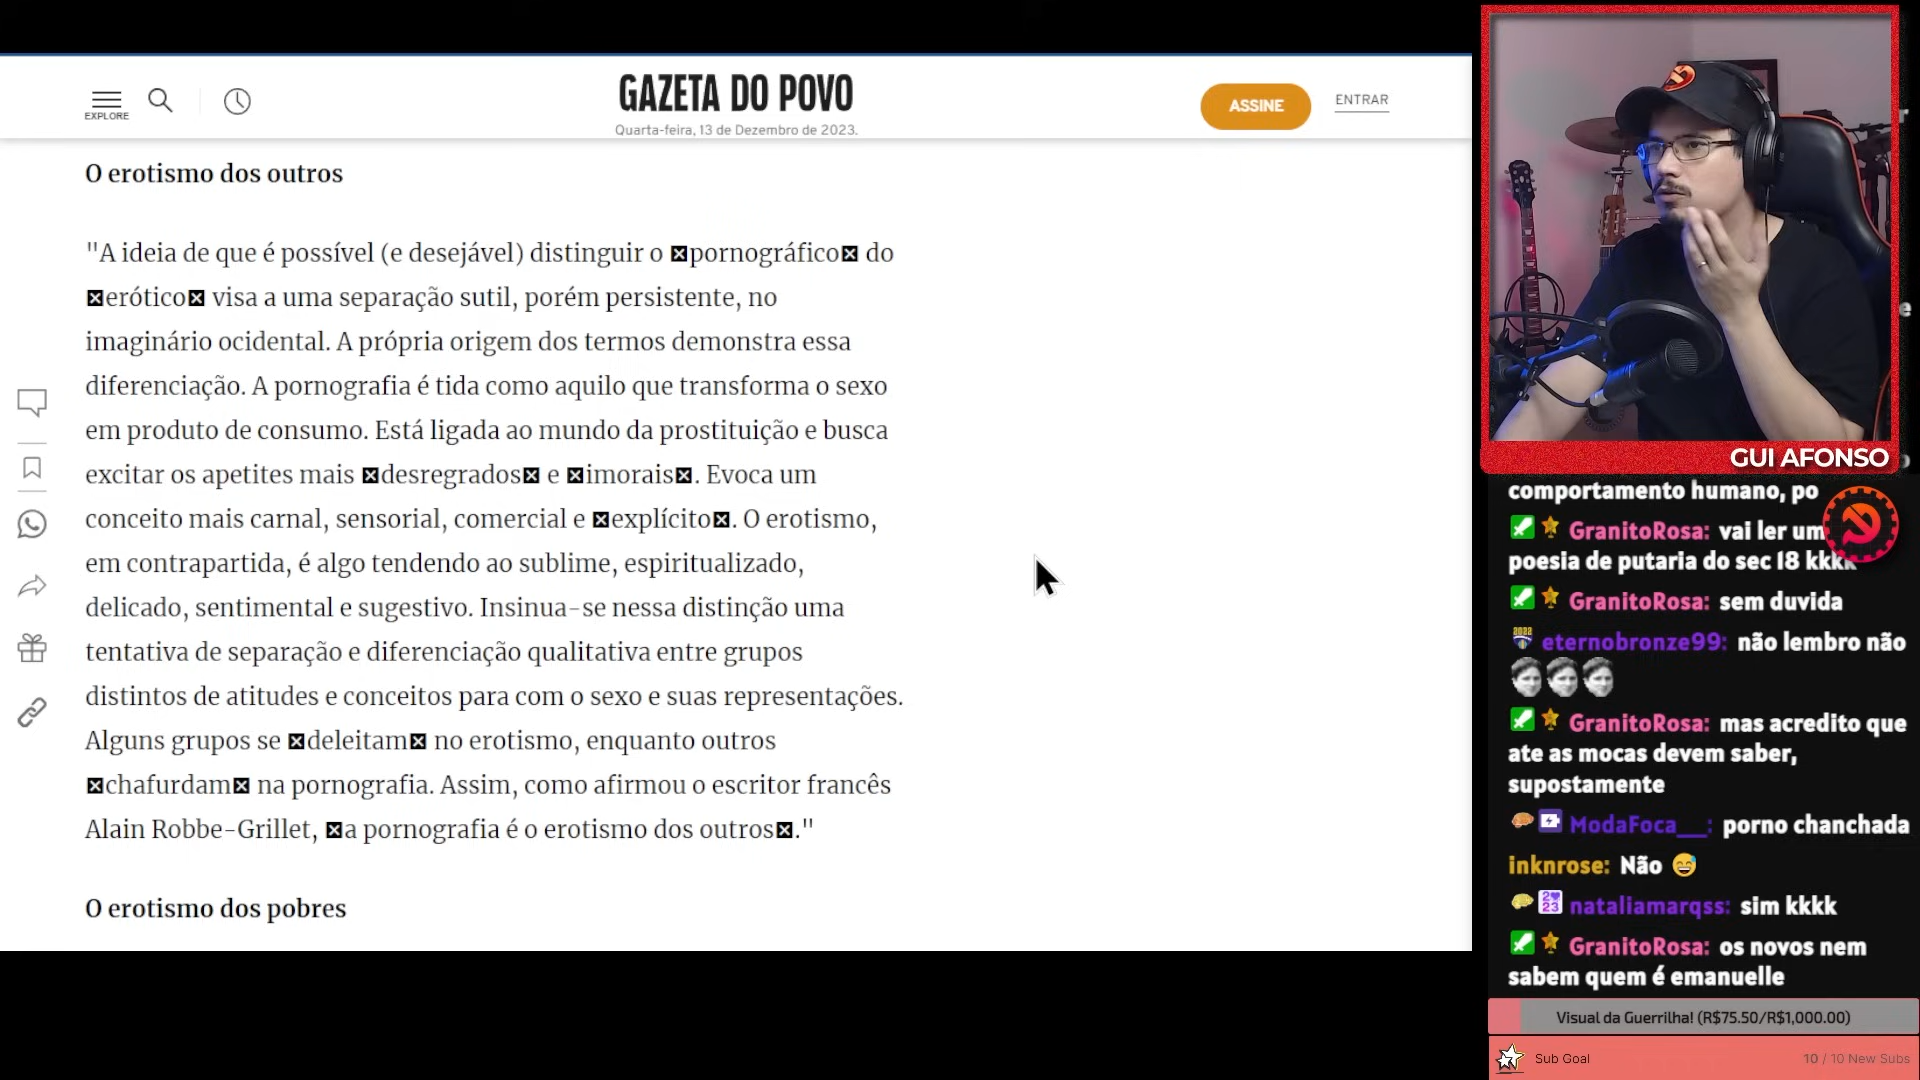 EXPLORE
GAZETA DO POVO
Quarta-feira, 13 de Dezembro de 2023.
ASSINE
ENTRAR
O erotismo dos outros
"A ideia de que é possível (e desejável) distinguir o pornográfico do
erótico visa a uma separação sutil, porém persistente, no
imaginário ocidental. A própria origem dos termos demonstra essa
diferenciação. A pornografia é tida como aquilo que transforma o sexo
em produto de consumo. Está ligada ao mundo da prostituição e busca
excitar os apetites mais desregrados e imorais. Evoca um
conceito mais carnal, sensorial, comercial e explícito. O erotismo,
em contrapartida, é algo tendendo ao sublime, espiritualizado,
delicado, sentimental e sugestivo. Insinua-se nessa distinção uma
tentativa de separação e diferenciação qualitativa entre grupos
distintos de atitudes e conceitos para com o sexo e suas representações.
Alguns grupos se deleitam no erotismo, enquanto outros
chafurdam na pornografia. Assim, como afirmou o escritor francês
Alain Robbe-Grillet, a pornografia é o erotismo dos outros."
O erotismo dos pobres
GUI AFONSO
comportamento humano, po
GranitoRosa: vai ler um
poesia de putaria do sec 18 kkkk
GranitoRosa: sem duvida
2022
eternobronze99: não lembro não
GranitoRosa: mas acredito que
ate as mocas devem saber,
supostamente
ModaFoca__: porno chanchada
inknrose: Não 😅
nataliamarqss: sim kkkk
GranitoRosa: os novos nem
sabem quem é emanuelle
Visual da Guerrilha! (R$75.50/R$1,000.00)
Sub Goal
10 / 10 New Subs